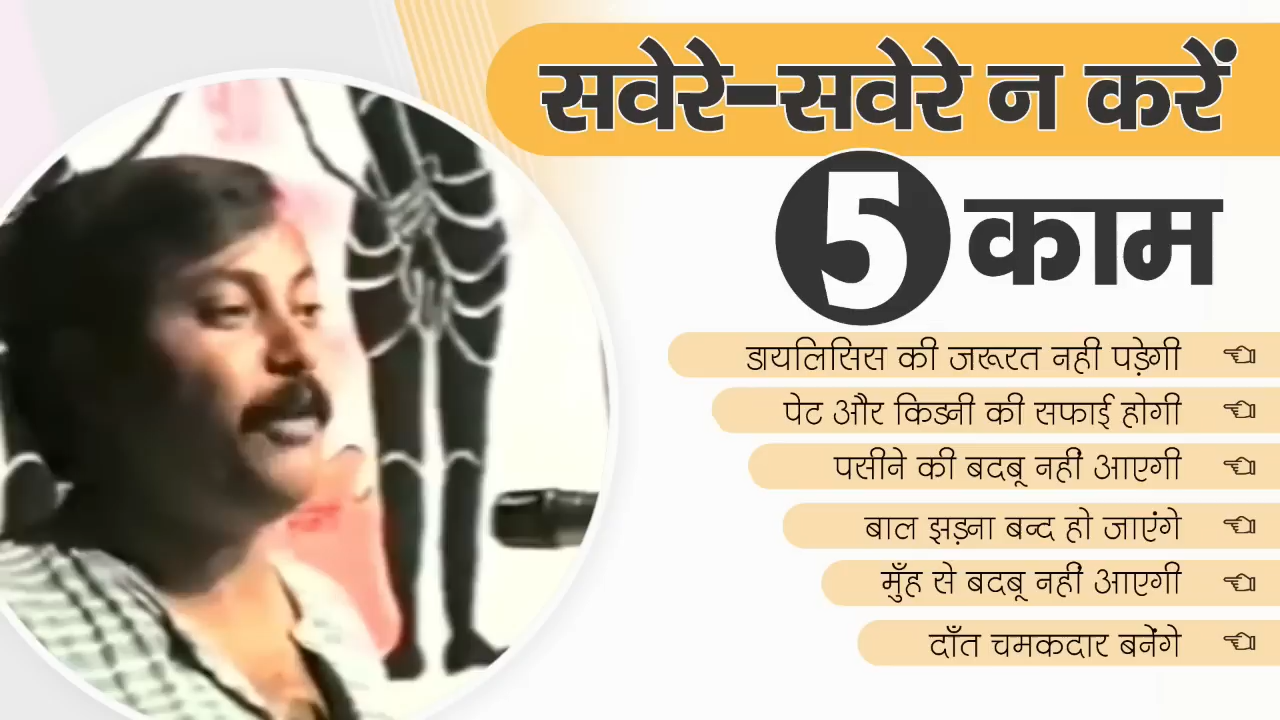 सवेरे-सवेरे न करें
5 काम
डायलिसिस की जरूरत नही पड़ेगी
पेट और किडनी की सफाई होगी
पसीने की बदबू नहीं आएगी
बाल झड़ना बन्द हो जाएंगे
मुँह से बदबू नहीं आएगी
दाँत चमकदार बनेंगे